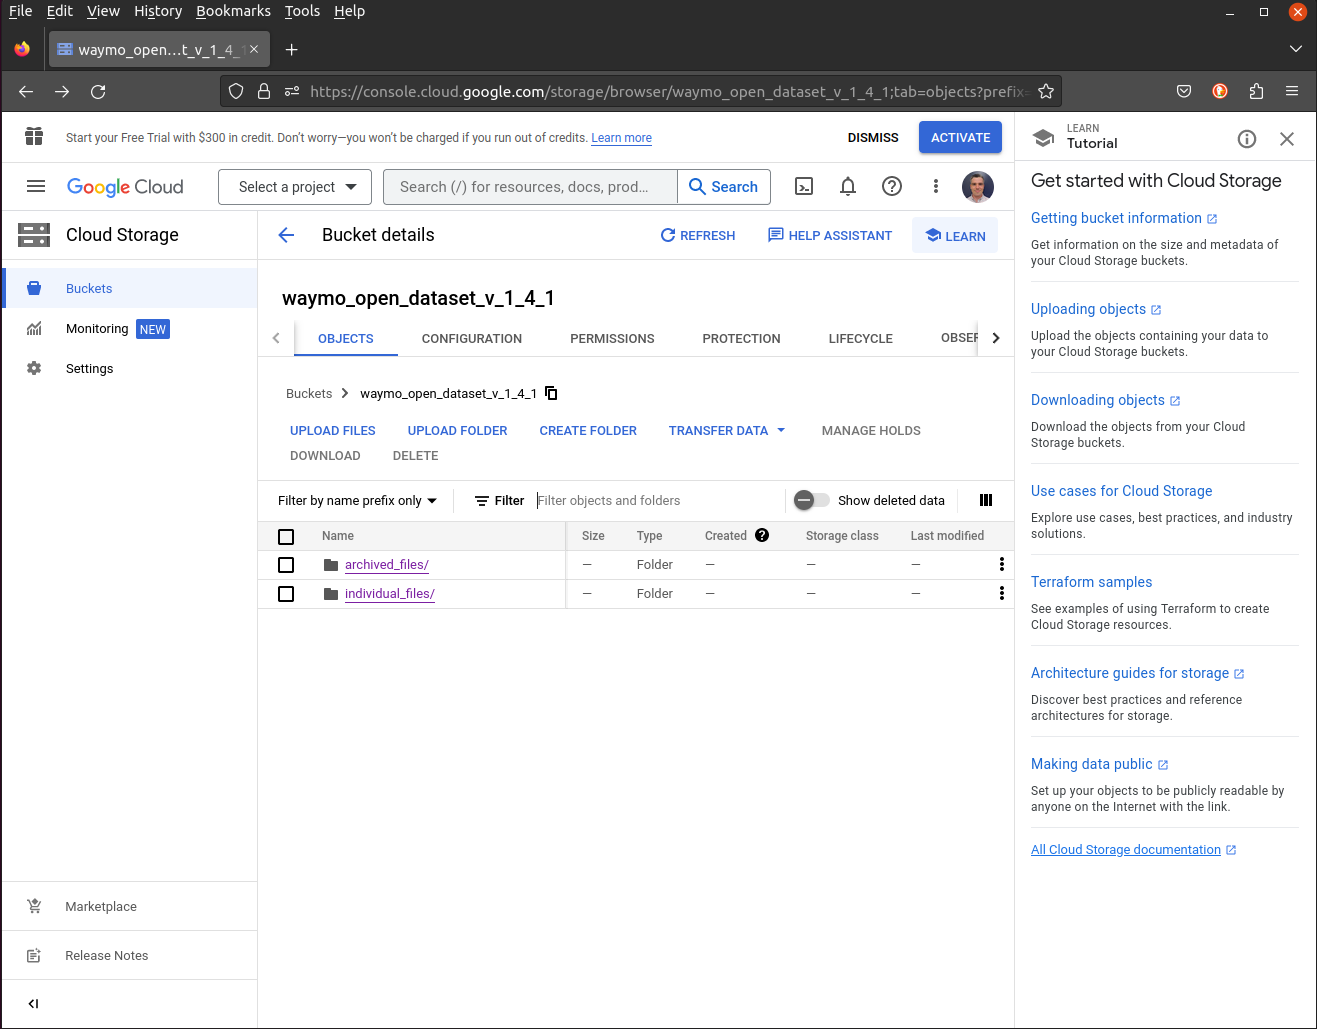 File Edit View History Bookmarks Tools Help
waymo_open…t_v_1_4_1
https://console.cloud.google.com/storage/browser/waymo_open_dataset_v_1_4_1;tab=objects?prefix=
Start your Free Trial with $300 in credit. Don’t worry—you won’t be charged if you run out of credits. Learn more
DISMISS
ACTIVATE
Google Cloud
Select a project
Search (/) for resources, docs, prod...
Search
Cloud Storage
Buckets
Monitoring NEW
Settings
Marketplace
Release Notes
Bucket details
REFRESH
HELP ASSISTANT
LEARN
waymo_open_dataset_v_1_4_1
OBJECTS CONFIGURATION PERMISSIONS PROTECTION LIFECYCLE OBSER
Buckets waymo_open_dataset_v_1_4_1
UPLOAD FILES UPLOAD FOLDER CREATE FOLDER TRANSFER DATA MANAGE HOLDS
DOWNLOAD DELETE
Filter by name prefix only Filter Filter objects and folders Show deleted data
Name Size Type Created Storage class Last modified
archived_files/ — Folder — — —
individual_files/ — Folder — — —
LEARN
Tutorial
Get started with Cloud Storage
Getting bucket information
Get information on the size and metadata of
your Cloud Storage buckets.
Uploading objects
Upload the objects containing your data to
your Cloud Storage buckets.
Downloading objects
Download the objects from your Cloud
Storage buckets.
Use cases for Cloud Storage
Explore use cases, best practices, and industry
solutions.
Terraform samples
See examples of using Terraform to create
Cloud Storage resources.
Architecture guides for storage
Discover best practices and reference
architectures for storage.
Making data public
Set up your objects to be publicly readable by
anyone on the Internet with the link.
All Cloud Storage documentation